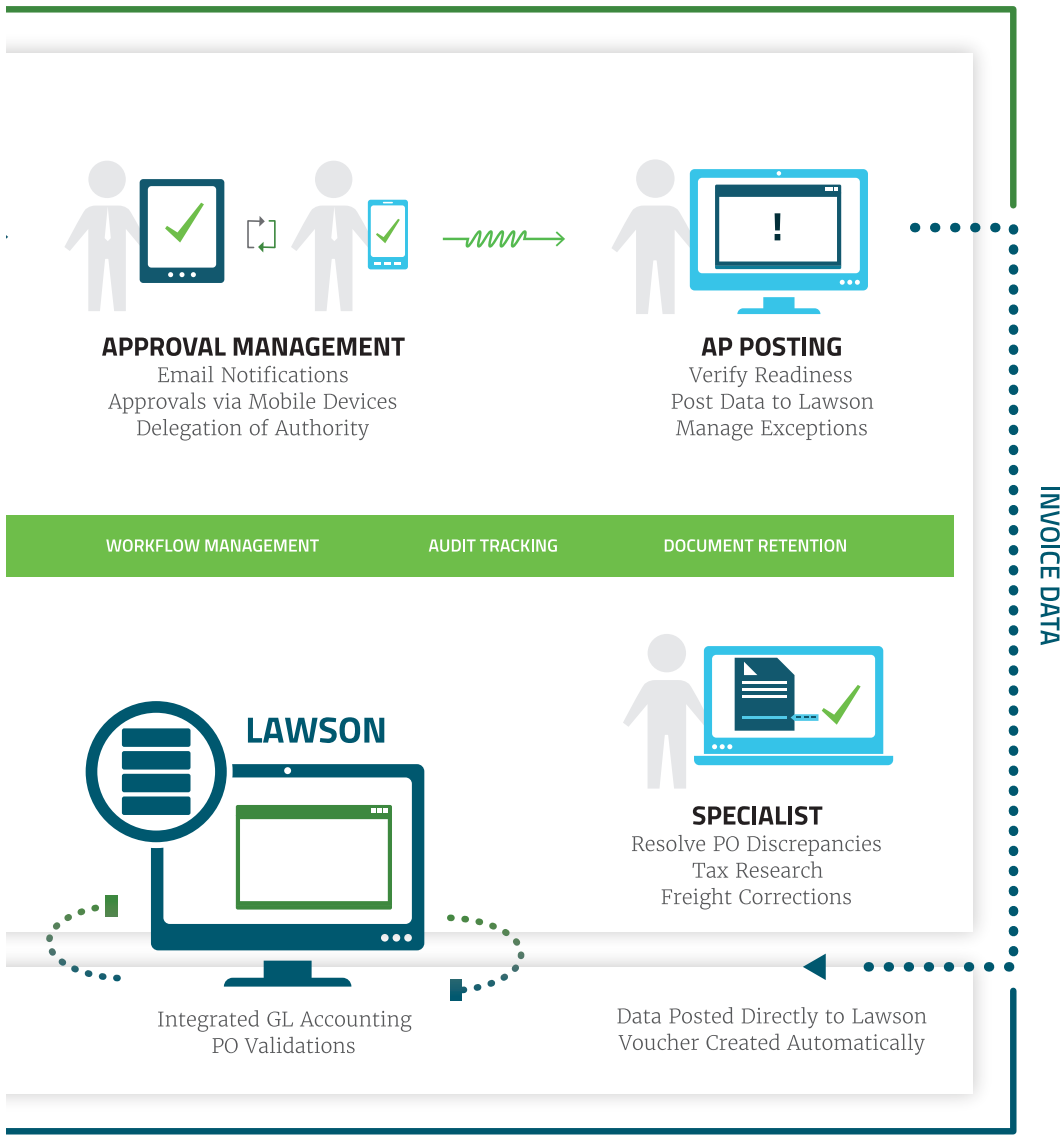 APPROVAL MANAGEMENT
Email Notifications
Approvals via Mobile Devices
Delegation of Authority
!
AP POSTING
Verify Readiness
Post Data to Lawson
Manage Exceptions
WORKFLOW MANAGEMENT
AUDIT TRACKING
DOCUMENT RETENTION
INVOICE DATA
LAWSON
SPECIALIST
Resolve PO Discrepancies
Tax Research
Freight Corrections
Integrated GL Accounting
PO Validations
Data Posted Directly to Lawson
Voucher Created Automatically